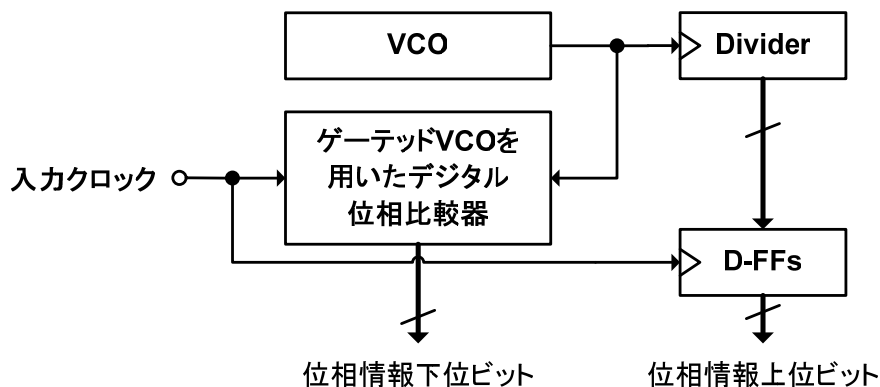 VCO
Divider
ゲーテッドVCOを
用いたデジタル
位相比較器
入力クロック
D-FFs
位相情報下位ビット
位相情報上位ビット